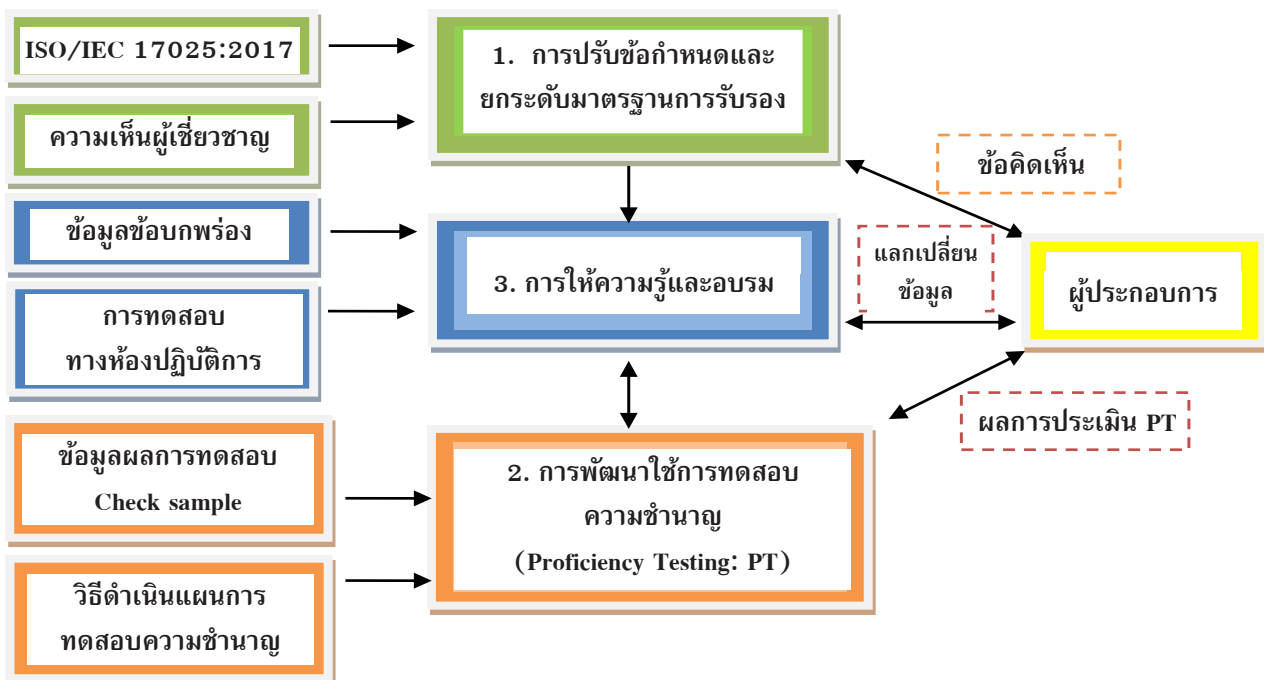 ISO/IEC 17025:2017
ความเห็นผู้เชี่ยวชาญ
ข้อมูลข้อบกพร่อง
การทดสอบ
ทางห้องปฏิบัติการ
ข้อมูลผลการทดสอบ
Check sample
วิธีดำเนินแผนการ
ทดสอบความชำนาญ
1. การปรับข้อกำหนดและ
ยกระดับมาตรฐานการรับรอง
3. การให้ความรู้และอบรม
2. การพัฒนาใช้การทดสอบ
ความชำนาญ
(Proficiency Testing: PT)
ข้อคิดเห็น
แลกเปลี่ยน
ข้อมูล
ผลการประเมิน PT
ผู้ประกอบการ